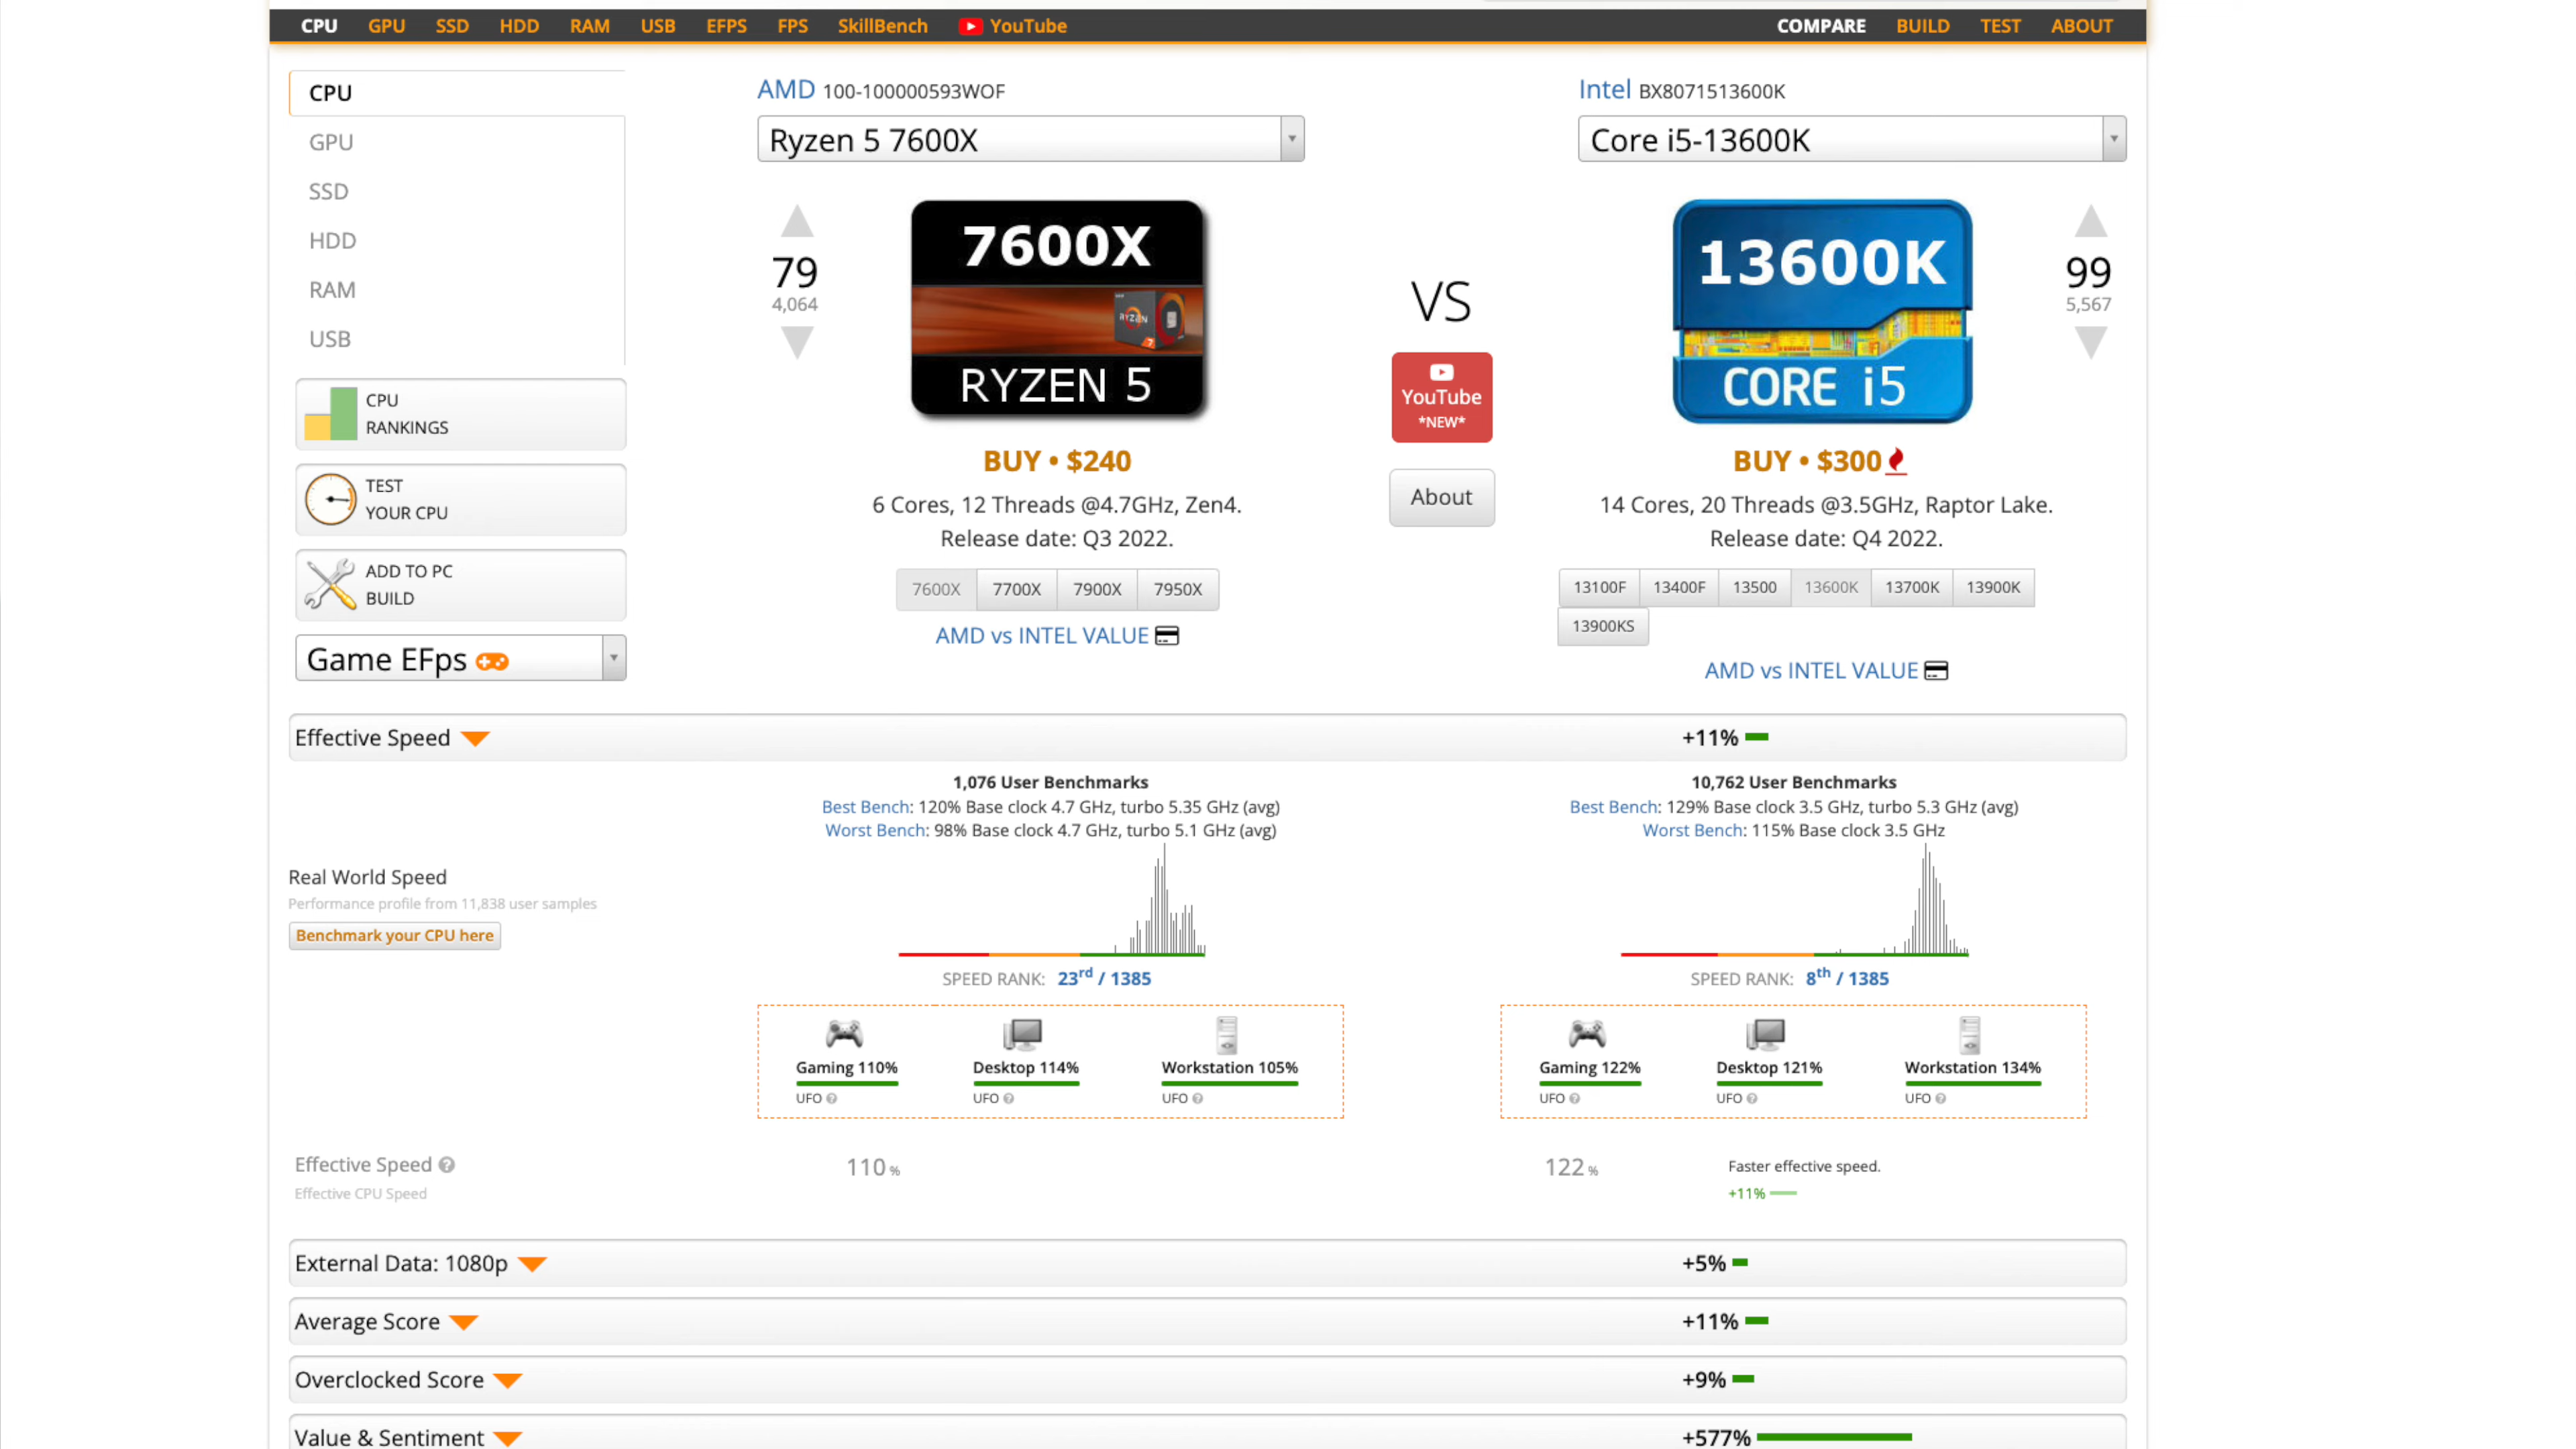 CPU GPU SSD HDD RAM USB EFPS FPS SkillBench YouTube COMPARE BUILD TEST ABOUT
CPU
GPU
SSD
HDD
RAM
USB
CPU
RANKINGS
TEST
YOUR CPU
ADD TO PC
BUILD
Game EFps
AMD 100-100000593WOF
Ryzen 5 7600X
79
4,064
7600X
RYZEN
7
RYZEN 5
BUY • $240
6 Cores, 12 Threads @4.7GHz, Zen4.
Release date: Q3 2022.
7600X 7700X 7900X 7950X
AMD vs INTEL VALUE
VS
YouTube
*NEW*
About
Intel BX8071513600K
Core i5-13600K
13600K
CORE i5
99
5,567
BUY • $300
14 Cores, 20 Threads @3.5GHz, Raptor Lake.
Release date: Q4 2022.
13100F 13400F 13500 13600K 13700K 13900K
13900KS
AMD vs INTEL VALUE
Effective Speed +11%
Real World Speed
Performance profile from 11,838 user samples
Benchmark your CPU here
1,076 User Benchmarks
Best Bench: 120% Base clock 4.7 GHz, turbo 5.35 GHz (avg)
Worst Bench: 98% Base clock 4.7 GHz, turbo 5.1 GHz (avg)
SPEED RANK: 23rd / 1385
Gaming 110% Desktop 114% Workstation 105%
UFO UFO UFO
10,762 User Benchmarks
Best Bench: 129% Base clock 3.5 GHz, turbo 5.3 GHz (avg)
Worst Bench: 115% Base clock 3.5 GHz
SPEED RANK: 8th / 1385
Gaming 122% Desktop 121% Workstation 134%
UFO UFO UFO
Effective Speed 110 % 122 % Faster effective speed.
Effective CPU Speed +11%
External Data: 1080p +5%
Average Score +11%
Overclocked Score +9%
Value & Sentiment +577%